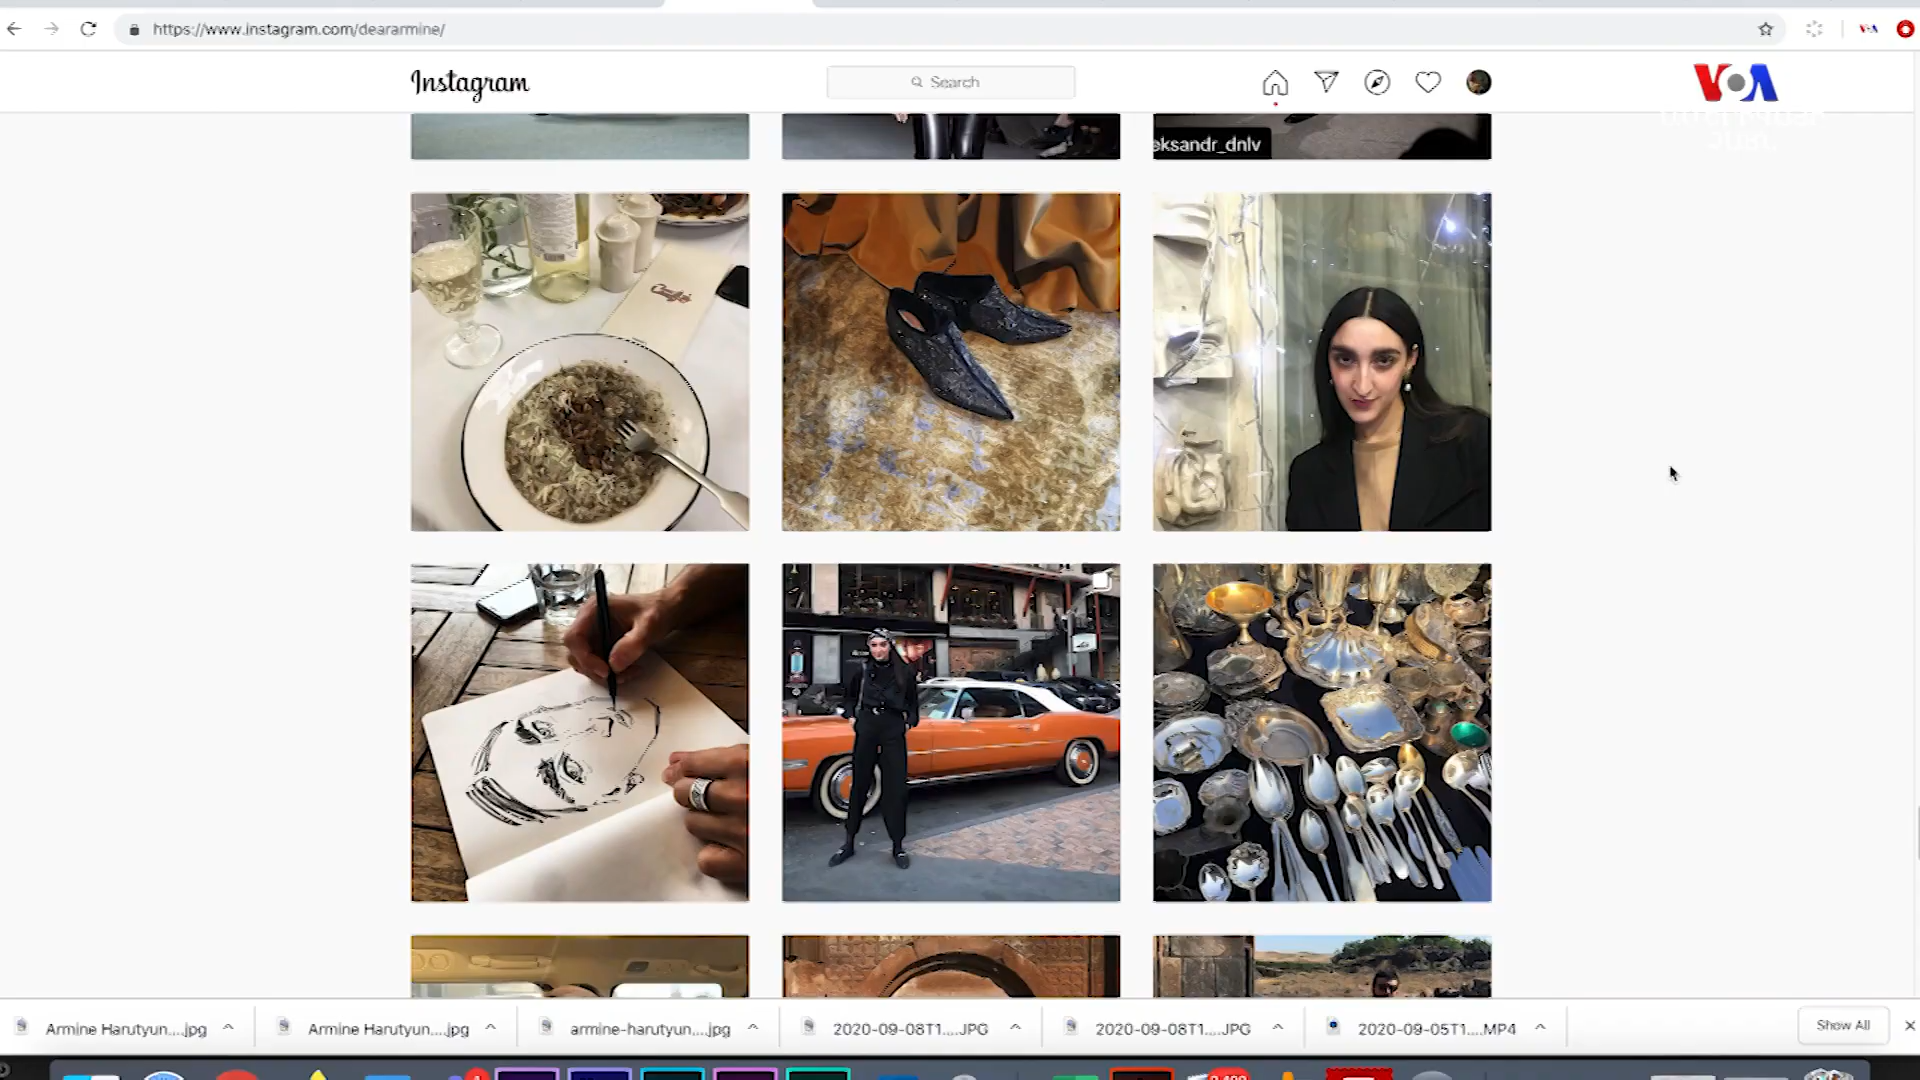 https://www.instagram.com/deararmine/
Instagram
Search
VOA
eksandr_dnlv
Armine Harutyun....jpg
Armine Harutyun....jpg
armine-harutyun....jpg
2020-09-08T1....JPG
2020-09-08T1....JPG
2020-09-05T1....MP4
Show All